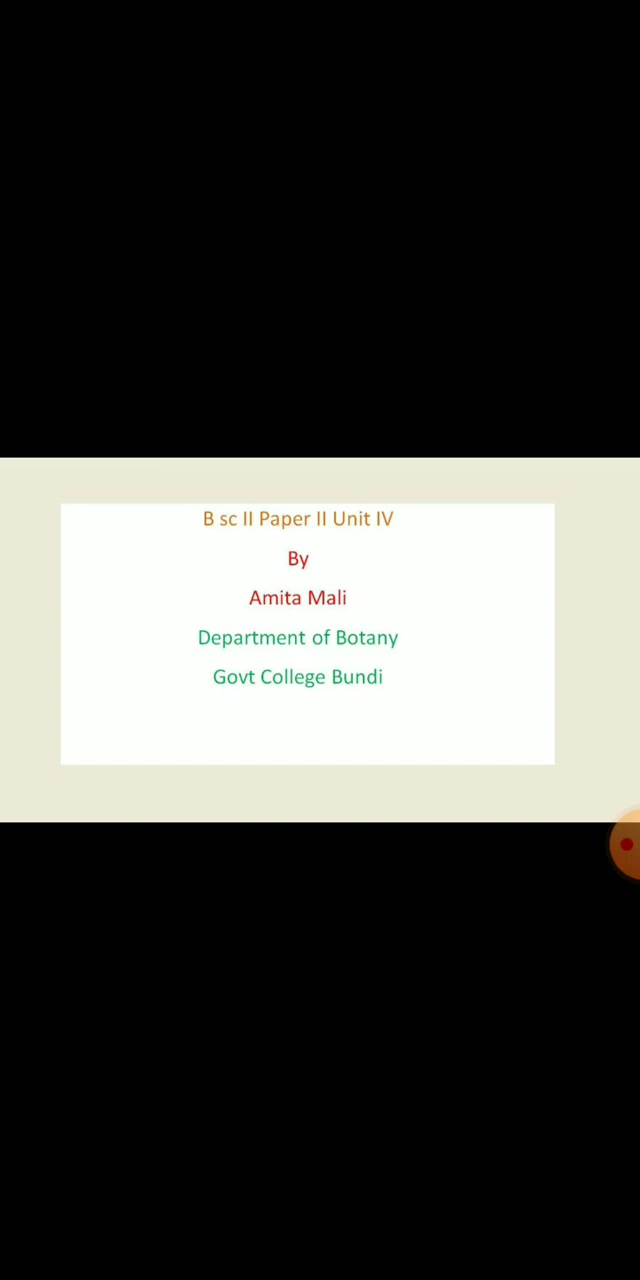 B sc II Paper II Unit IV
By
Amita Mali
Department of Botany
Govt College Bundi